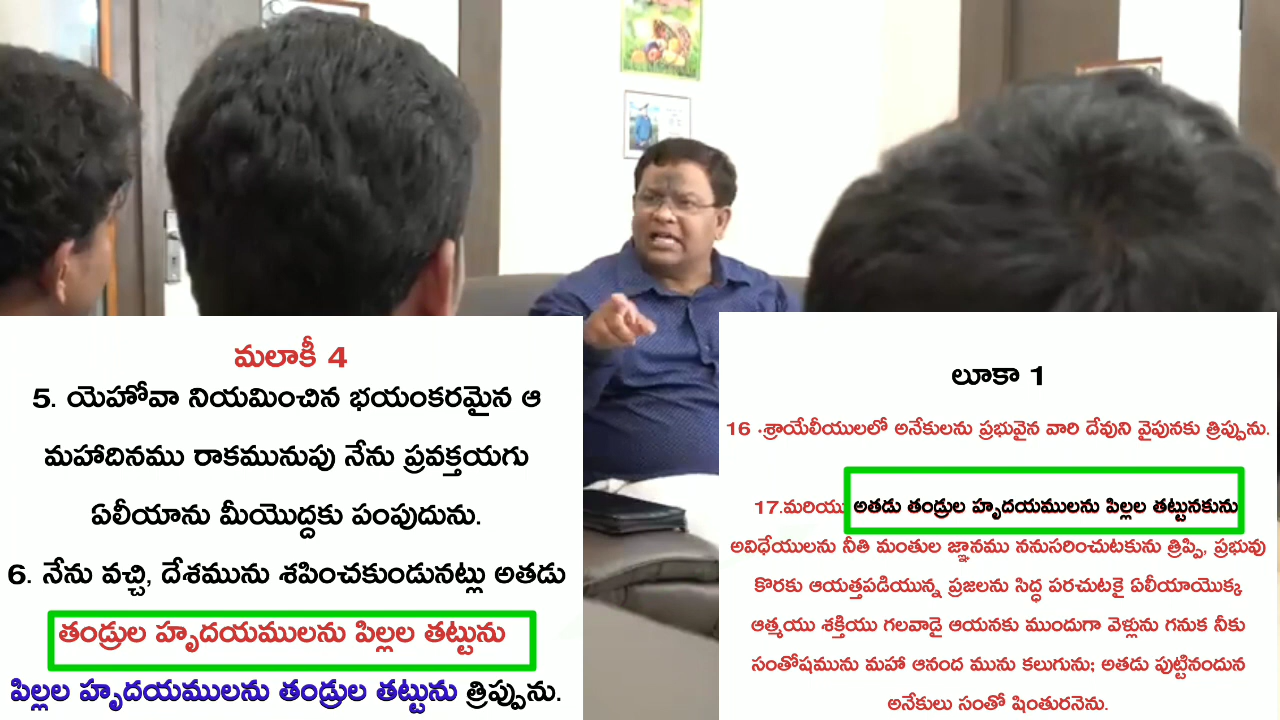 మలాకీ 4
5. యెహోవా నియమించిన భయంకరమైన ఆ
మహాదినము రాకమునుపు నేను ప్రవక్తయగు
ఏలీయాను మీయొద్దకు పంపుదును.
6. నేను వచ్చి, దేశమును శపించకుండునట్లు అతడు
తండ్రుల హృదయములను పిల్లల తట్టును
పిల్లల హృదయములను తండ్రుల తట్టును త్రిప్పును.
లూకా 1
16 .శ్రాయేలీయులలో అనేకులను ప్రభువైన వారి దేవుని వైపునకు త్రిప్పును.
17.మరియు అతడు తండ్రుల హృదయములను పిల్లల తట్టునకును
అవిధేయులను నీతి మంతుల జ్ఞానము ననుసరించుటకును త్రిప్పి, ప్రభువు
కొరకు ఆయత్తపడియున్న ప్రజలను సిద్ధ పరచుటకై ఏలీయాయొక్క
ఆత్మయు శక్తియు గలవాడై ఆయనకు ముందుగా వెళ్లును గనుక నీకు
సంతోషమును మహా ఆనంద మును కలుగును; అతడు పుట్టినందున
అనేకులు సంతో షింతురనెను.